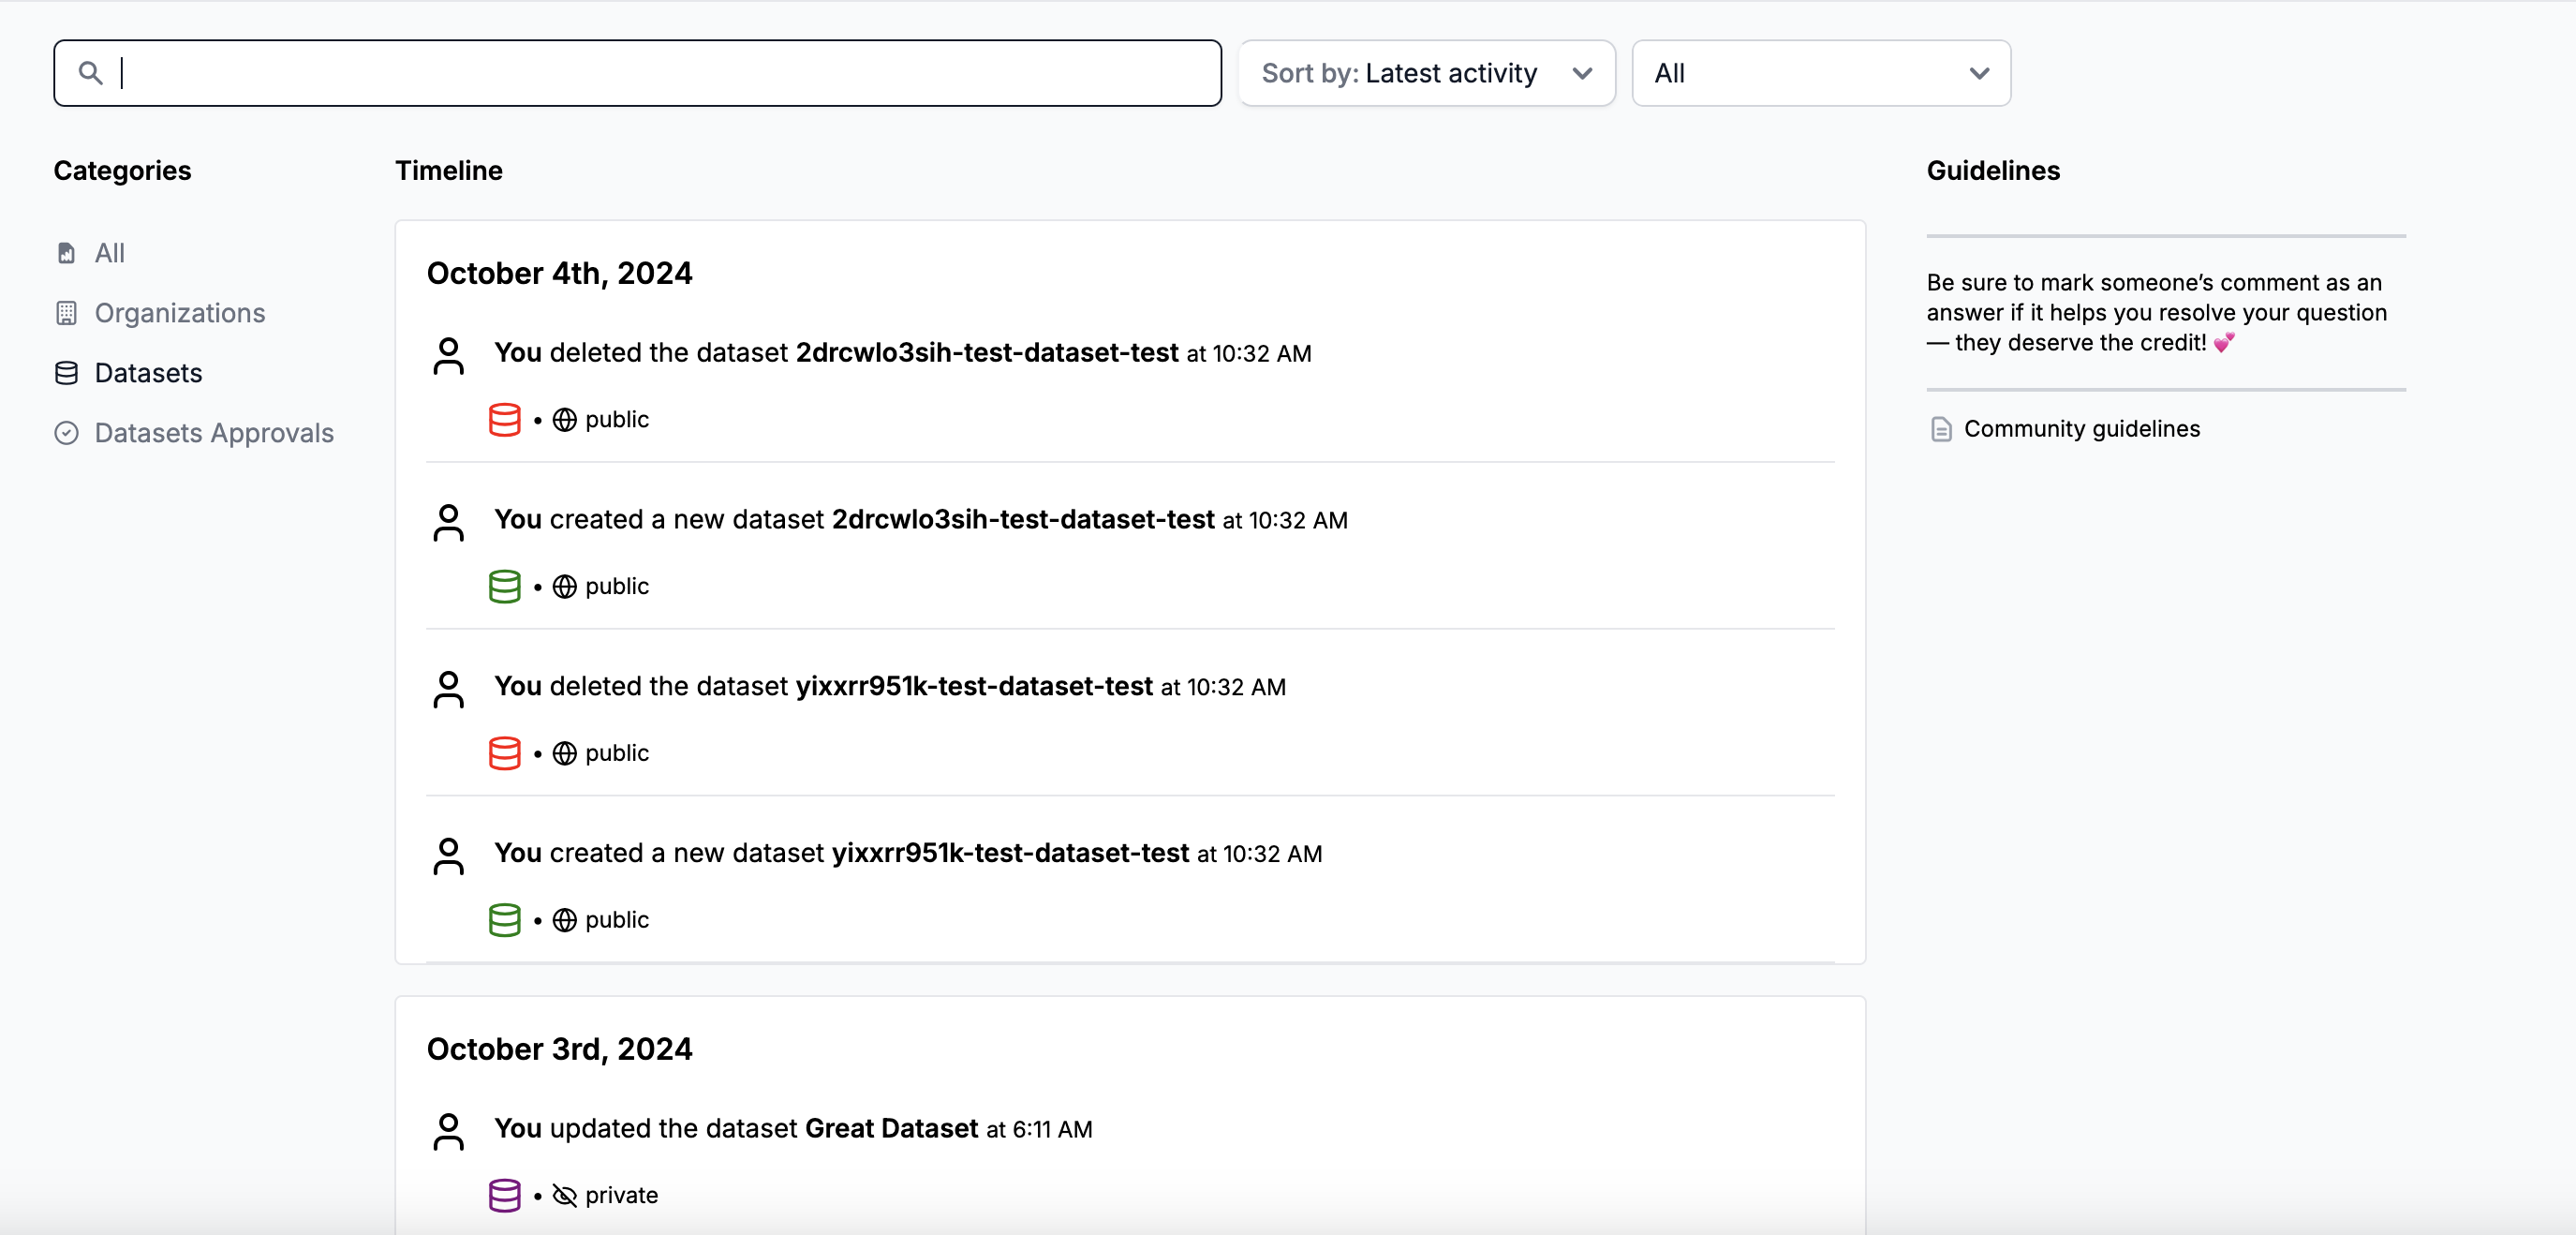 Sort by: Latest activity
All
Categories
All
Organizations
Datasets
Datasets Approvals
Timeline
October 4th, 2024
You deleted the dataset 2drcwlo3sih-test-dataset-test at 10:32 AM
• public
You created a new dataset 2drcwlo3sih-test-dataset-test at 10:32 AM
• public
You deleted the dataset yixxrr951k-test-dataset-test at 10:32 AM
• public
You created a new dataset yixxrr951k-test-dataset-test at 10:32 AM
• public
October 3rd, 2024
You updated the dataset Great Dataset at 6:11 AM
• private
Guidelines
Be sure to mark someone’s comment as an
answer if it helps you resolve your question
— they deserve the credit! 💕
Community guidelines